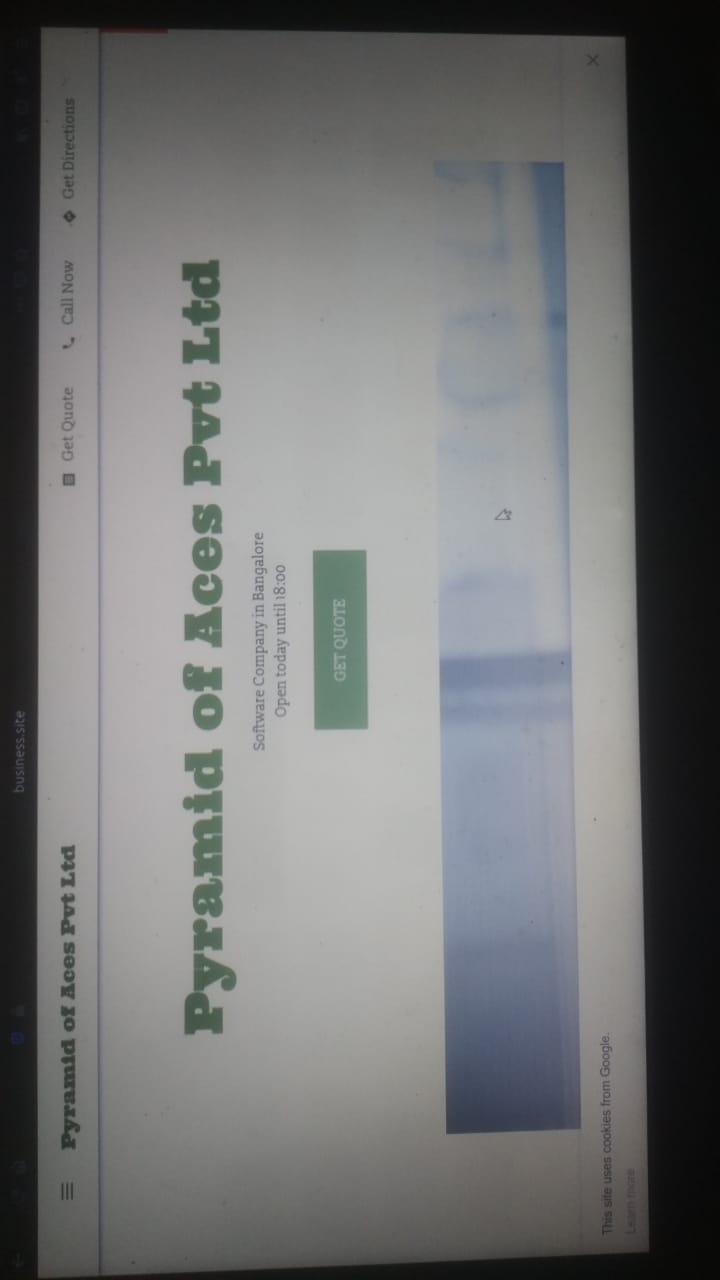 business.site
Pyramid of Aces Pvt Ltd
Get Quote
Call Now
Get Directions
Pyramid of Aces Pvt Ltd
Software Company in Bangalore
Open today until 18:00
GET QUOTE
This site uses cookies from Google.
Learn more